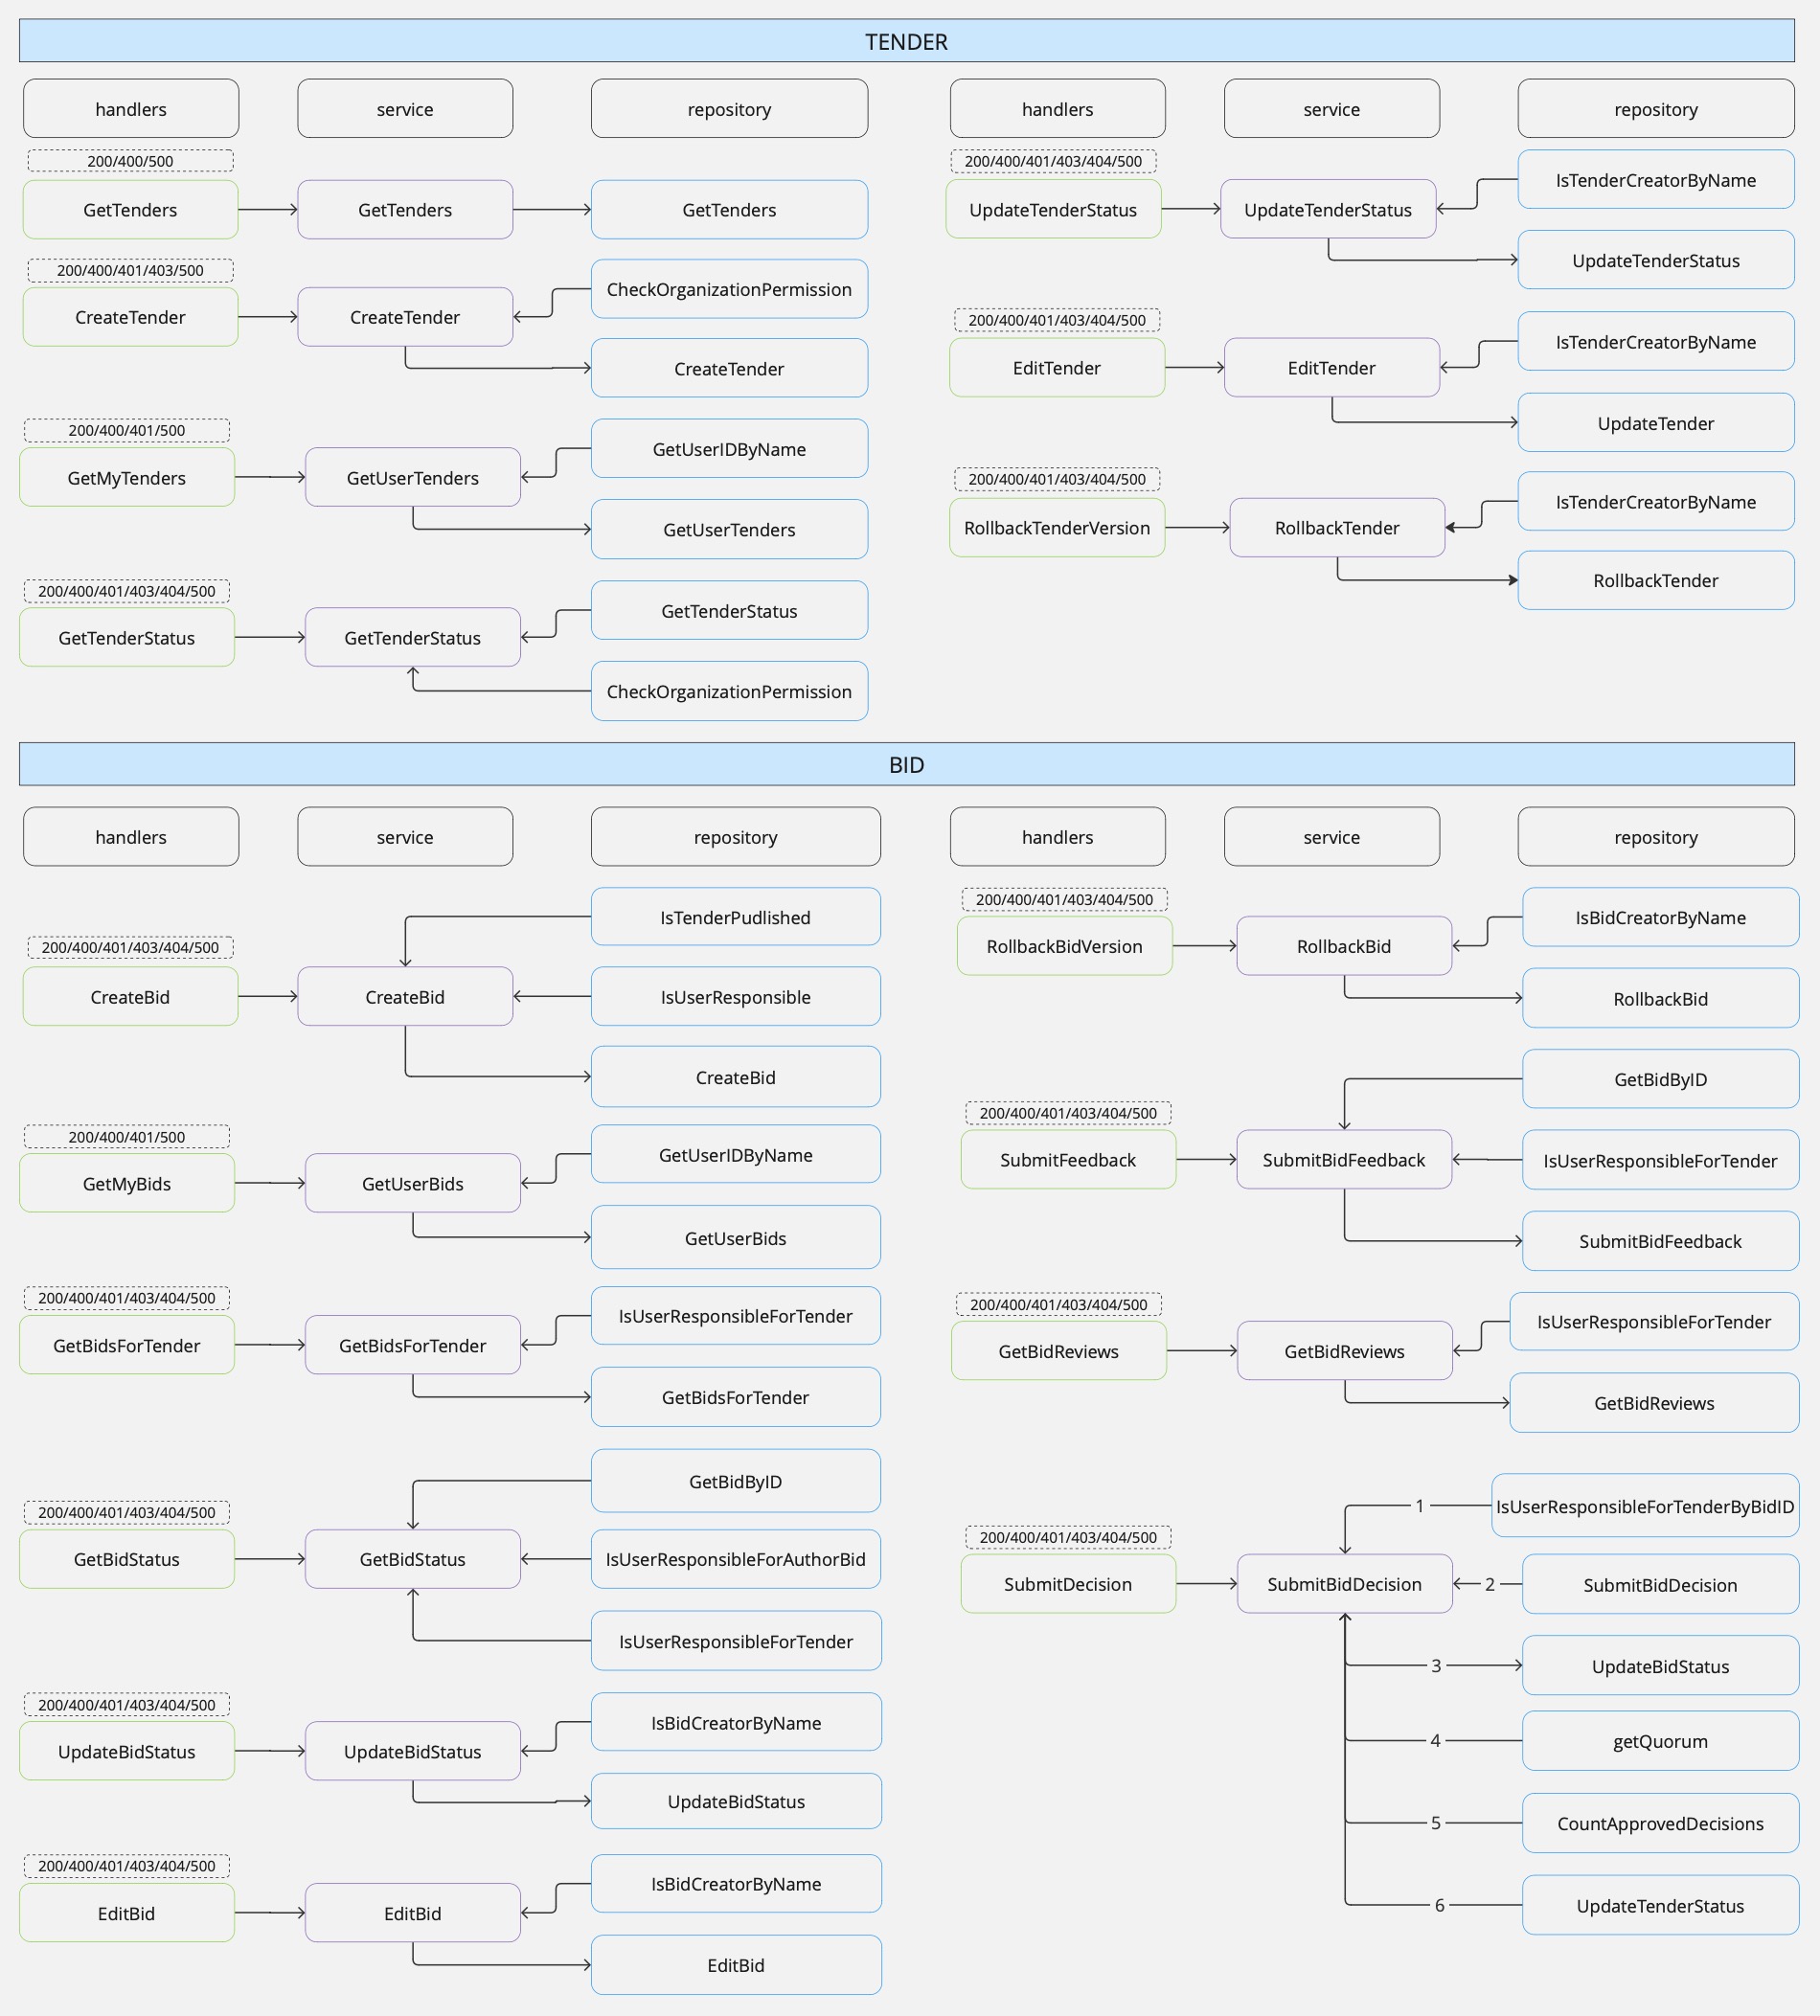 TENDER
handlers
service
repository
200/400/500
GetTenders
GetTenders
GetTenders
200/400/401/403/500
CreateTender
CreateTender
CheckOrganizationPermission
CreateTender
200/400/401/500
GetMyTenders
GetUserTenders
GetUserIDByName
GetUserTenders
200/400/401/403/404/500
GetTenderStatus
GetTenderStatus
GetTenderStatus
CheckOrganizationPermission
handlers
service
repository
200/400/401/403/404/500
UpdateTenderStatus
UpdateTenderStatus
IsTenderCreatorByName
UpdateTenderStatus
200/400/401/403/404/500
EditTender
EditTender
IsTenderCreatorByName
UpdateTender
200/400/401/403/404/500
RollbackTenderVersion
RollbackTender
IsTenderCreatorByName
RollbackTender
BID
handlers
service
repository
200/400/401/403/404/500
CreateBid
CreateBid
IsTenderPudlished
IsUserResponsible
CreateBid
200/400/401/500
GetMyBids
GetUserBids
GetUserIDByName
GetUserBids
200/400/401/403/404/500
GetBidsForTender
GetBidsForTender
IsUserResponsibleForTender
GetBidsForTender
200/400/401/403/404/500
GetBidStatus
GetBidStatus
GetBidByID
IsUserResponsibleForAuthorBid
IsUserResponsibleForTender
200/400/401/403/404/500
UpdateBidStatus
UpdateBidStatus
IsBidCreatorByName
UpdateBidStatus
200/400/401/403/404/500
EditBid
EditBid
IsBidCreatorByName
EditBid
handlers
service
repository
200/400/401/403/404/500
RollbackBidVersion
RollbackBid
IsBidCreatorByName
RollbackBid
200/400/401/403/404/500
SubmitFeedback
SubmitBidFeedback
GetBidByID
IsUserResponsibleForTender
SubmitBidFeedback
200/400/401/403/404/500
GetBidReviews
GetBidReviews
IsUserResponsibleForTender
GetBidReviews
200/400/401/403/404/500
SubmitDecision
SubmitBidDecision
1
IsUserResponsibleForTenderByBidID
2
SubmitBidDecision
3
UpdateBidStatus
4
getQuorum
5
CountApprovedDecisions
6
UpdateTenderStatus